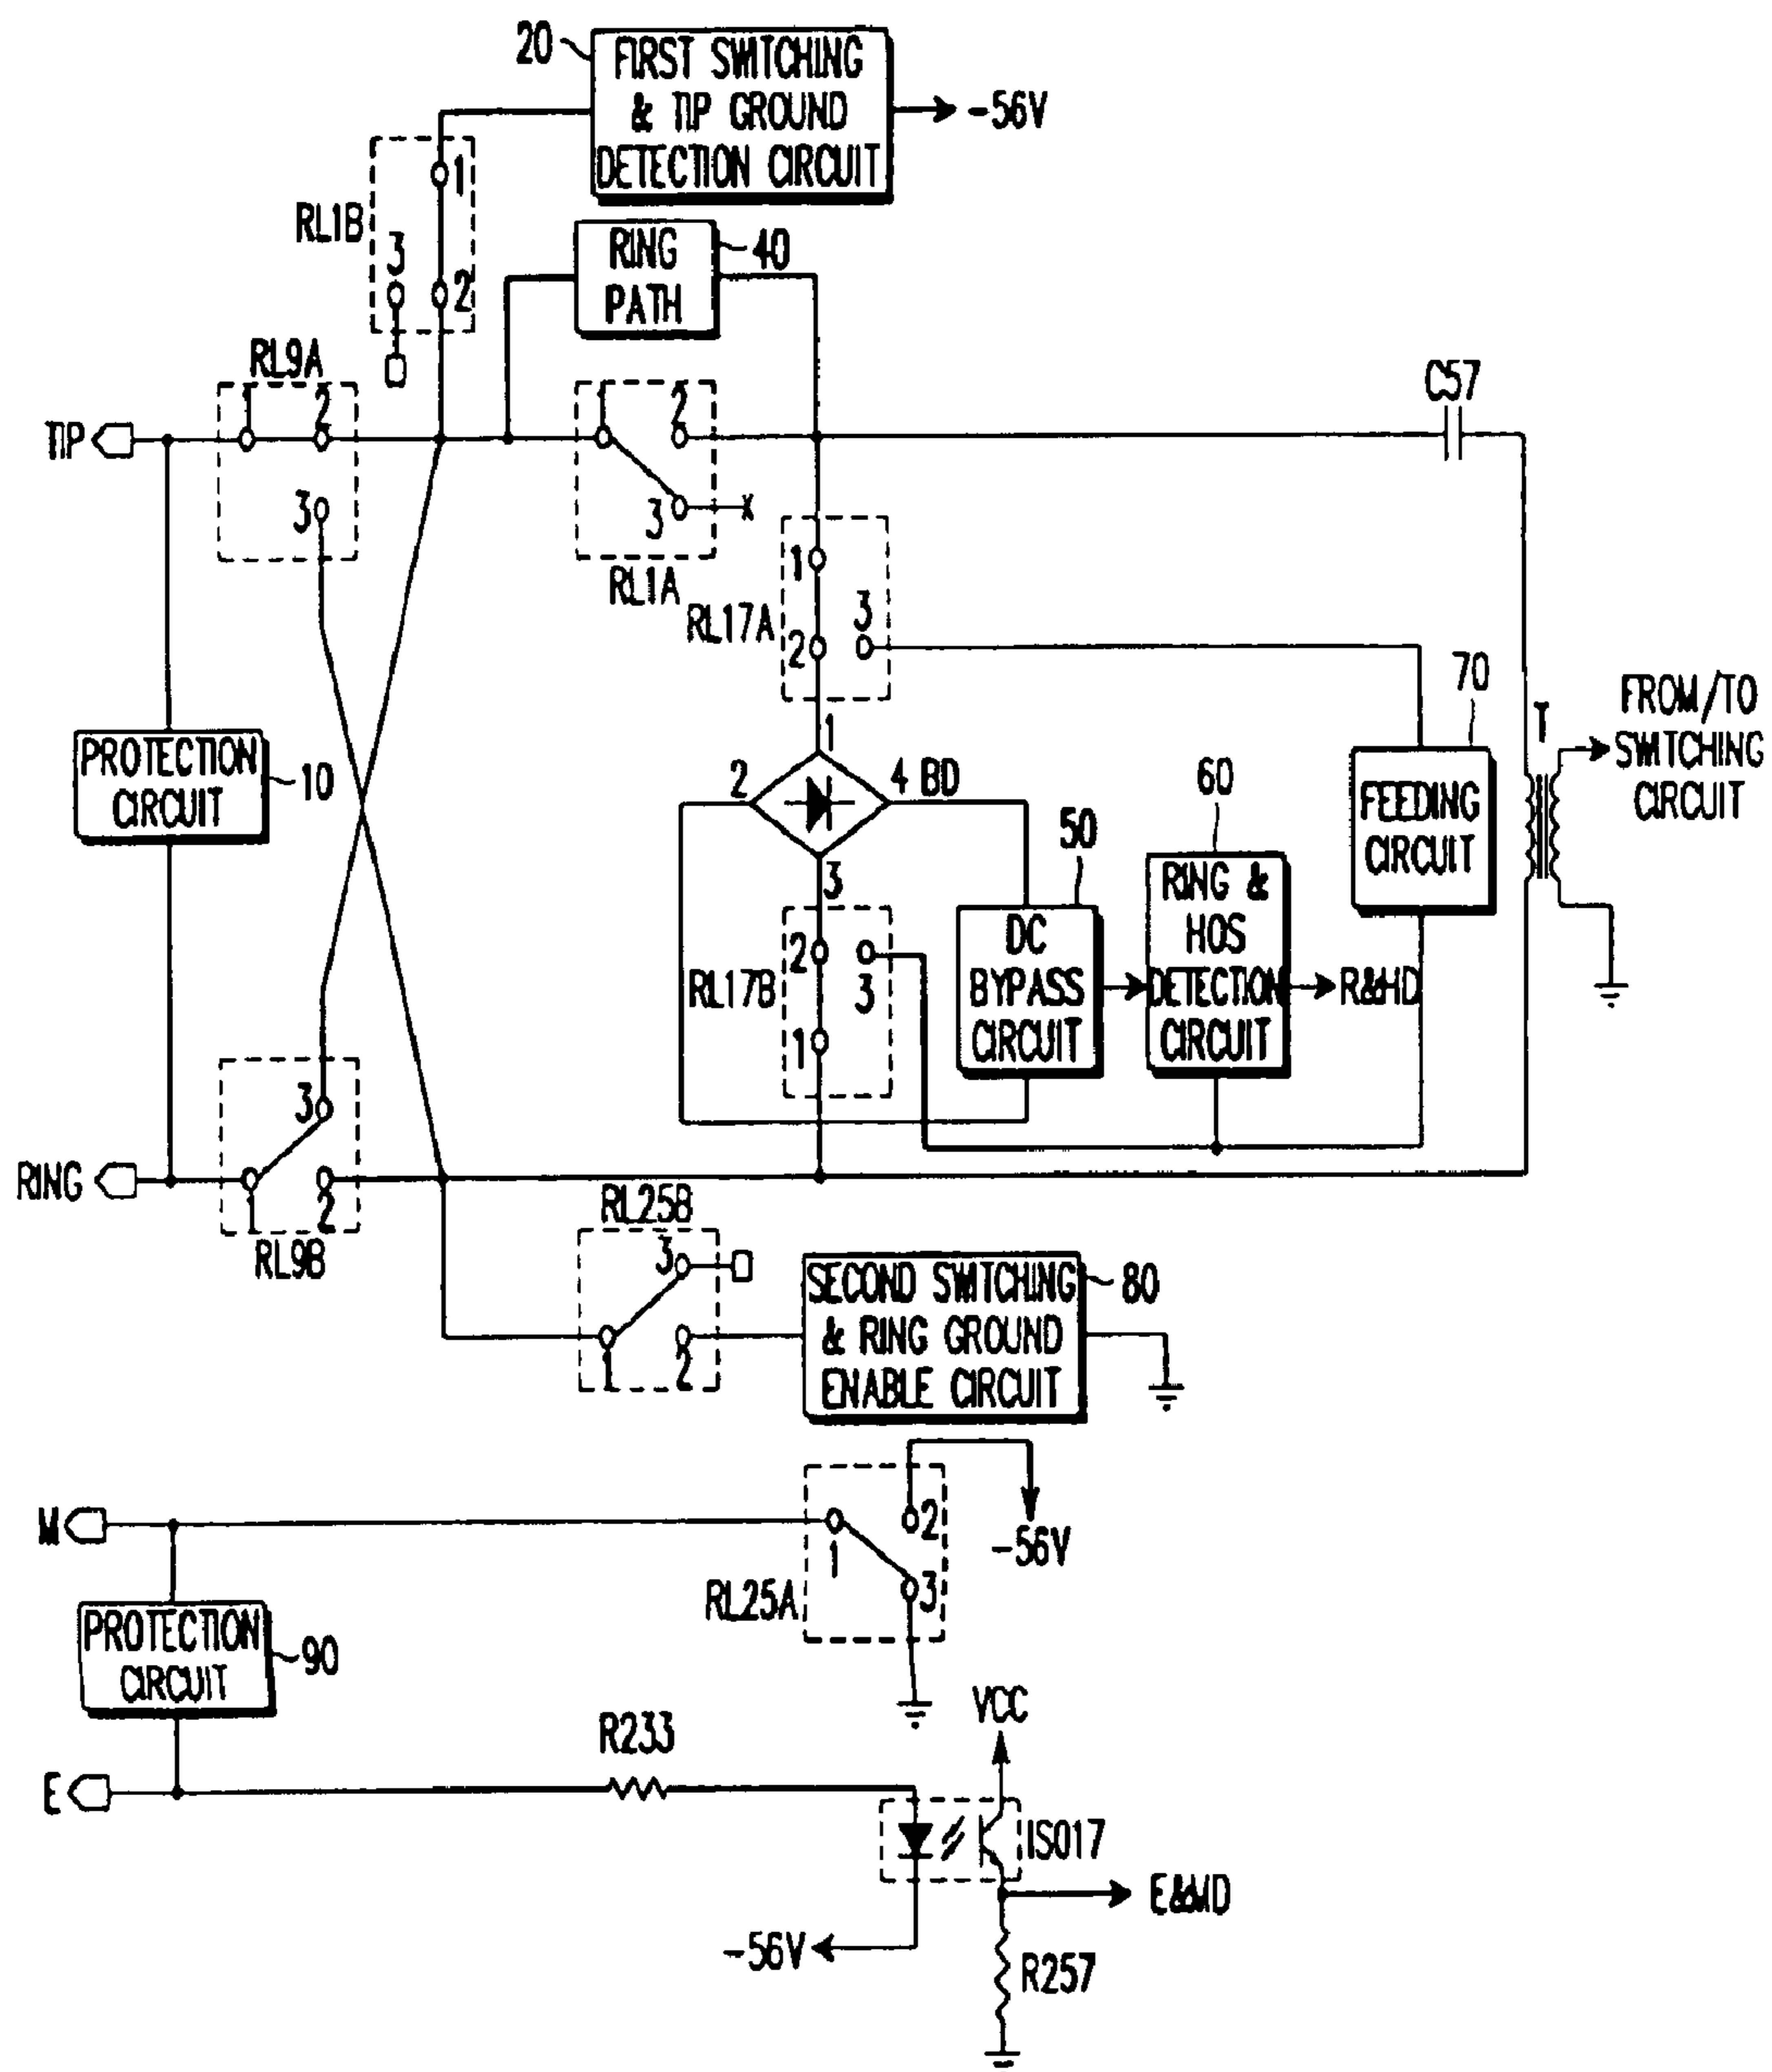 20
FIRST SWITCHING
& TIP GROUND
DETECTION CIRCUIT
-56V
1
RL1B
3
2
RING
PATH
40
RL9A
1
2
3
TIP
1
2
3
X
RL1A
C57
1
RL17A
2
3
70
T
FROM/TO
SWITCHING
CIRCUIT
FEEDING
CIRCUIT
PROTECTION
CIRCUIT
10
1
2
4 BD
3
50
60
DC
BYPASS
CIRCUIT
RING &
HOS
DETECTION
CIRCUIT
R&HD
2
RL17B
3
1
3
RING
1
2
RL9B
RL25B
3
1
2
SECOND SWITCHING
& RING GROUND
ENABLE CIRCUIT
80
M
1
2
3
-56V
RL25A
PROTECTION
CIRCUIT
90
E
R233
VCC
ISO17
E&MD
-56V
R257